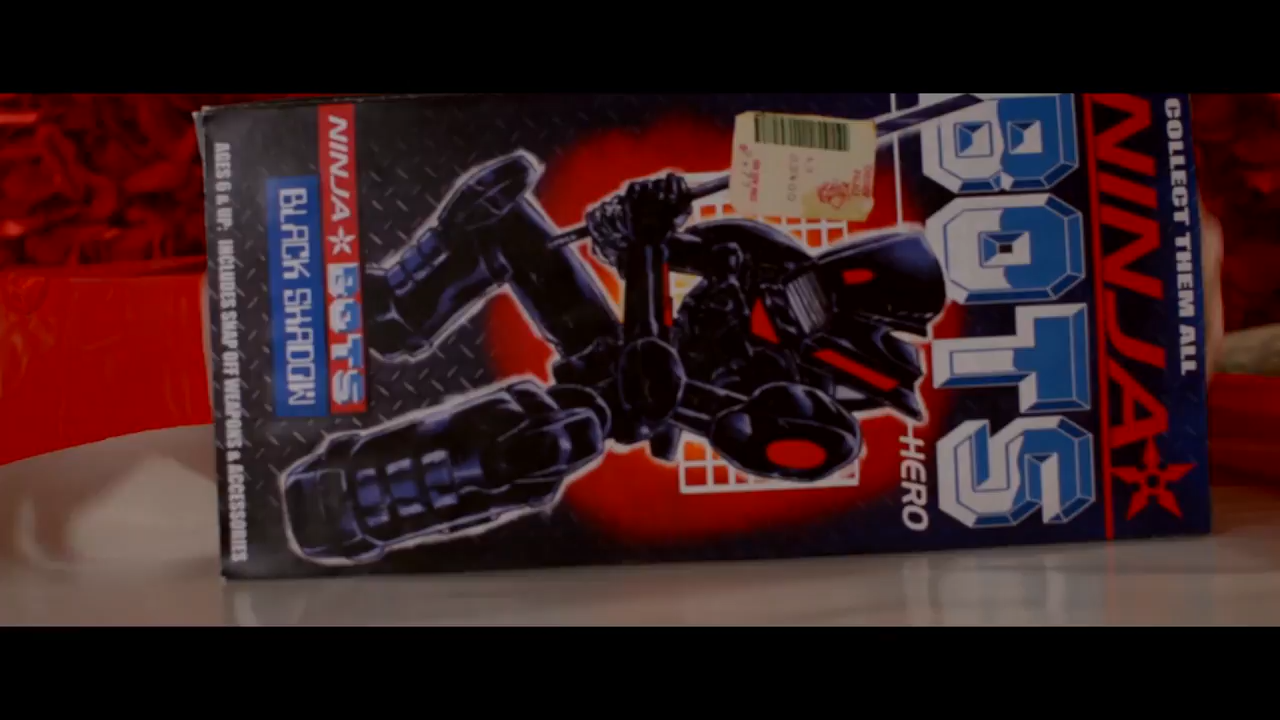 COLLECT THEM ALL
NINJA
BOTS
HERO
NINJA BOTS
BLACK SHADOW
AGES 6 & UP; INCLUDES SNAP OFF WEAPONS & ACCESSORIES